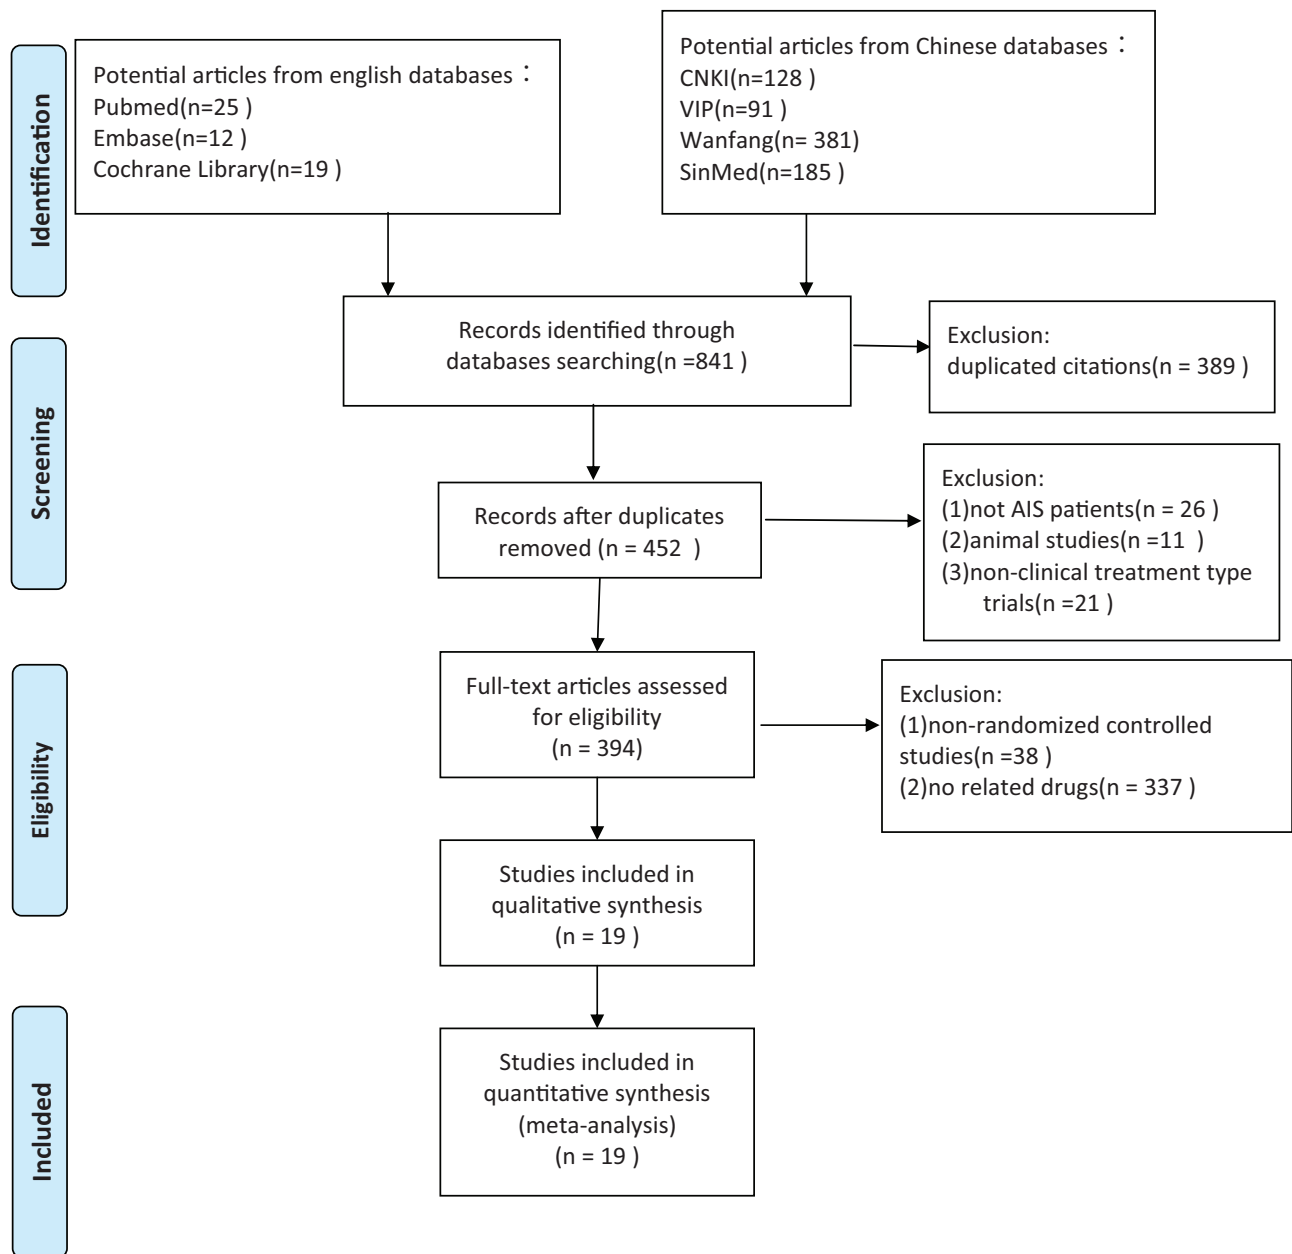 Identification
Potential articles from english databases：
Pubmed(n=25 )
Embase(n=12 )
Cochrane Library(n=19 )
Potential articles from Chinese databases：
CNKI(n=128 )
VIP(n=91 )
Wanfang(n= 381)
SinMed(n=185 )
Records identified through
databases searching(n =841 )
Exclusion:
duplicated citations(n = 389 )
Screening
Records after duplicates
removed (n = 452 )
Exclusion:
(1)not AIS patients(n = 26 )
(2)animal studies(n =11 )
(3)non-clinical treatment type
trials(n =21 )
Eligibility
Full-text articles assessed
for eligibility
(n = 394)
Exclusion:
(1)non-randomized controlled
studies(n =38 )
(2)no related drugs(n = 337 )
Studies included in
qualitative synthesis
(n = 19 )
Included
Studies included in
quantitative synthesis
(meta-analysis)
(n = 19 )